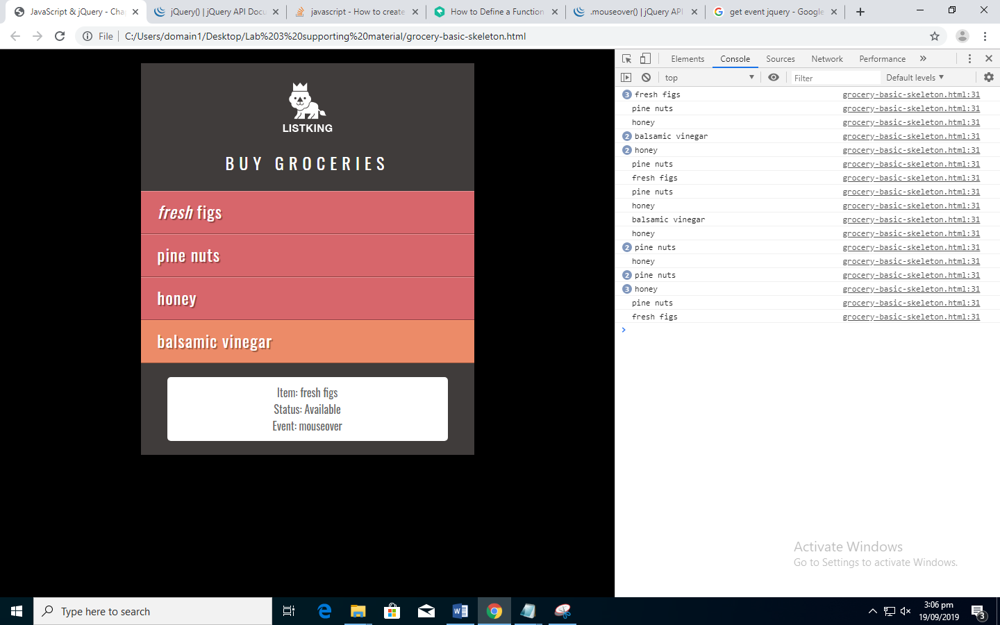 JavaScript & jQuery - Cha
jQuery() | jQuery API Docu
javascript - How to create
How to Define a Function
.mouseover() | jQuery API
get event jquery - Google
File
C:/Users/domain1/Desktop/Lab%203%20supporting%20material/grocery-basic-skeleton.html
LISTKING
BUY GROCERIES
fresh figs
pine nuts
honey
balsamic vinegar
Item: fresh figs
Status: Available
Event: mouseover
Elements Console Sources Network Performance
top Filter Default levels
3 fresh figs grocery-basic-skeleton.html:31
pine nuts grocery-basic-skeleton.html:31
honey grocery-basic-skeleton.html:31
2 balsamic vinegar grocery-basic-skeleton.html:31
2 honey grocery-basic-skeleton.html:31
pine nuts grocery-basic-skeleton.html:31
fresh figs grocery-basic-skeleton.html:31
pine nuts grocery-basic-skeleton.html:31
honey grocery-basic-skeleton.html:31
balsamic vinegar grocery-basic-skeleton.html:31
honey grocery-basic-skeleton.html:31
2 pine nuts grocery-basic-skeleton.html:31
honey grocery-basic-skeleton.html:31
2 pine nuts grocery-basic-skeleton.html:31
3 honey grocery-basic-skeleton.html:31
pine nuts grocery-basic-skeleton.html:31
fresh figs grocery-basic-skeleton.html:31
Activate Windows
Go to Settings to activate Windows.
Type here to search
3:06 pm
19/09/2019
3